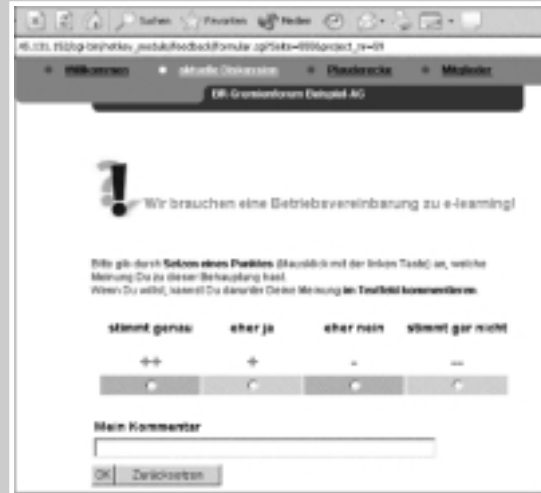 Suchen Favoriten Medien
Willkommen aktuelle Diskussion Plauderecke Mitglieder
BR-Gremienforum Beispiel-AG
Wir brauchen eine Betriebsvereinbarung zu e-learning!
Bitte gib durch Setzen eines Punktes (Mausklick mit der linken Taste) an, welche
Meinung Du zu dieser Behauptung hast.
Wenn Du willst, kannst Du darunter Deine Meinung im Textfeld kommentieren.
stimmt genau eher ja eher nein stimmt gar nicht
++ + - --
Mein Kommentar
OK Zurücksetzen